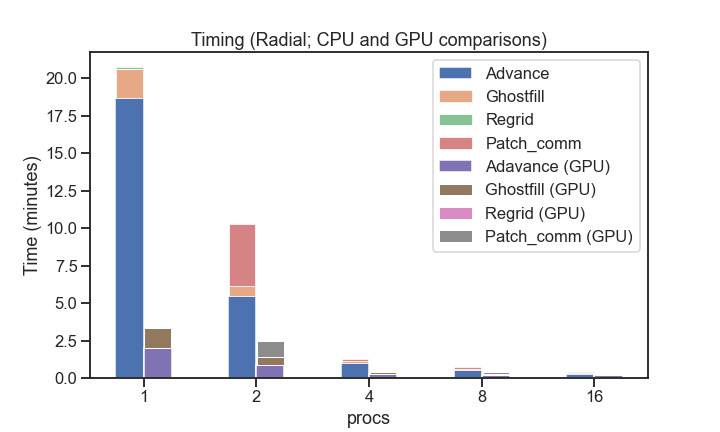 Timing (Radial; CPU and GPU comparisons)
Time (minutes)
20.0
17.5
15.0
12.5
10.0
7.5
5.0
2.5
0.0
Advance
Ghostfill
Regrid
Patch_comm
Adavance (GPU)
Ghostfill (GPU)
Regrid (GPU)
Patch_comm (GPU)
1 2 4 8 16
procs